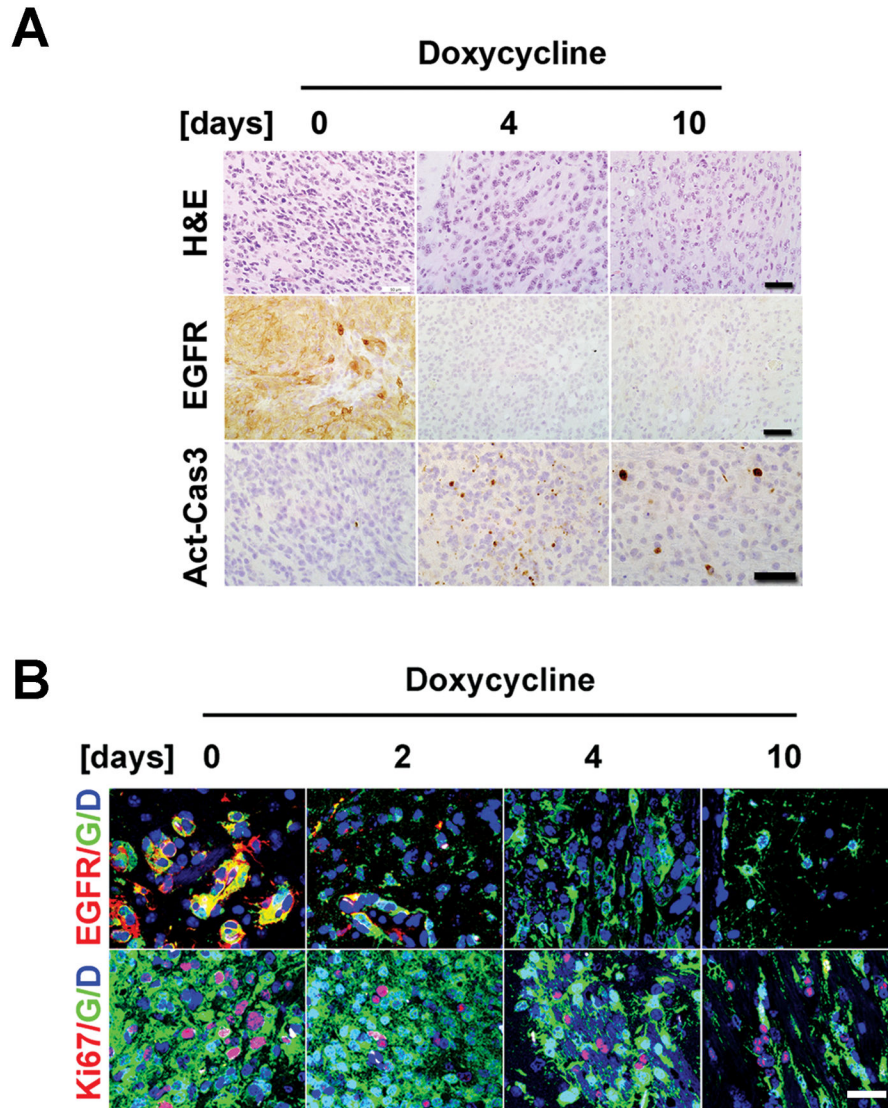 A
Doxycycline
[days] 0 4 10
H&E
EGFR
Act-Cas3
B
Doxycycline
[days] 0 2 4 10
EGFR/G/D
Ki67/G/D